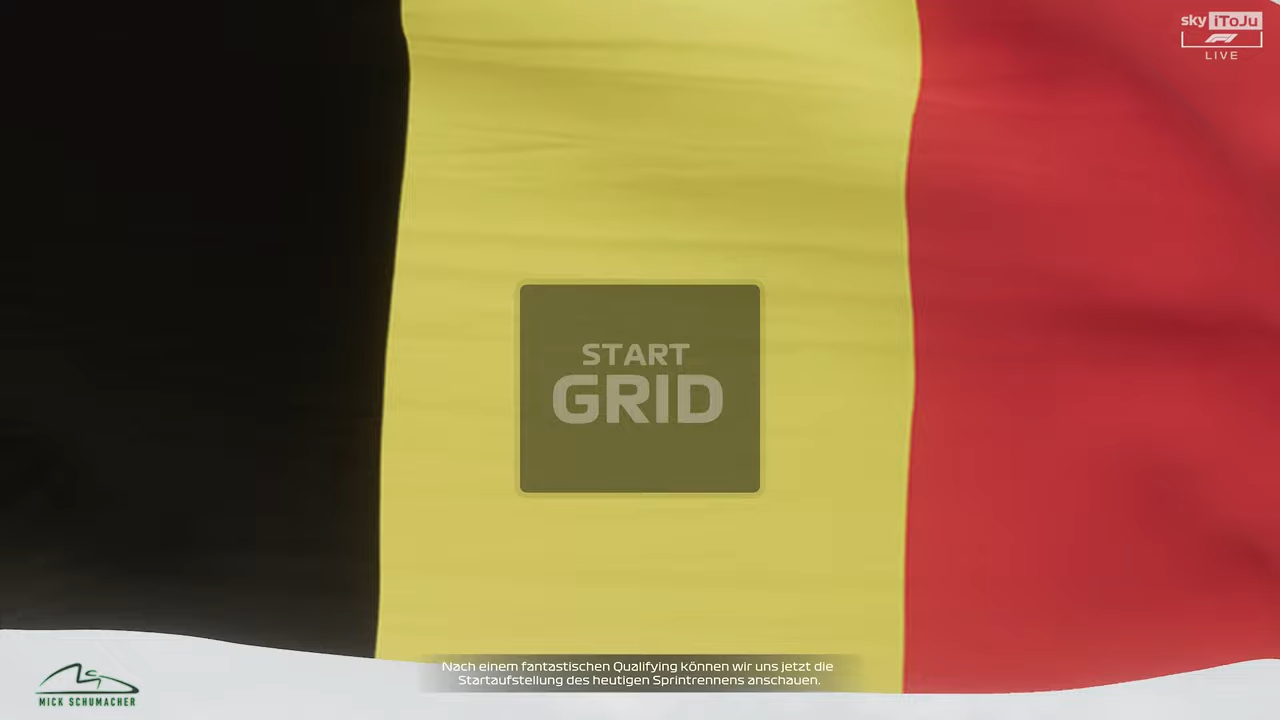 sky iToJu
F1
LIVE
START
GRID
Nach einem fantastischen Qualifying können wir uns jetzt die
Startaufstellung des heutigen Sprintrennens anschauen.
MICK SCHUMACHER